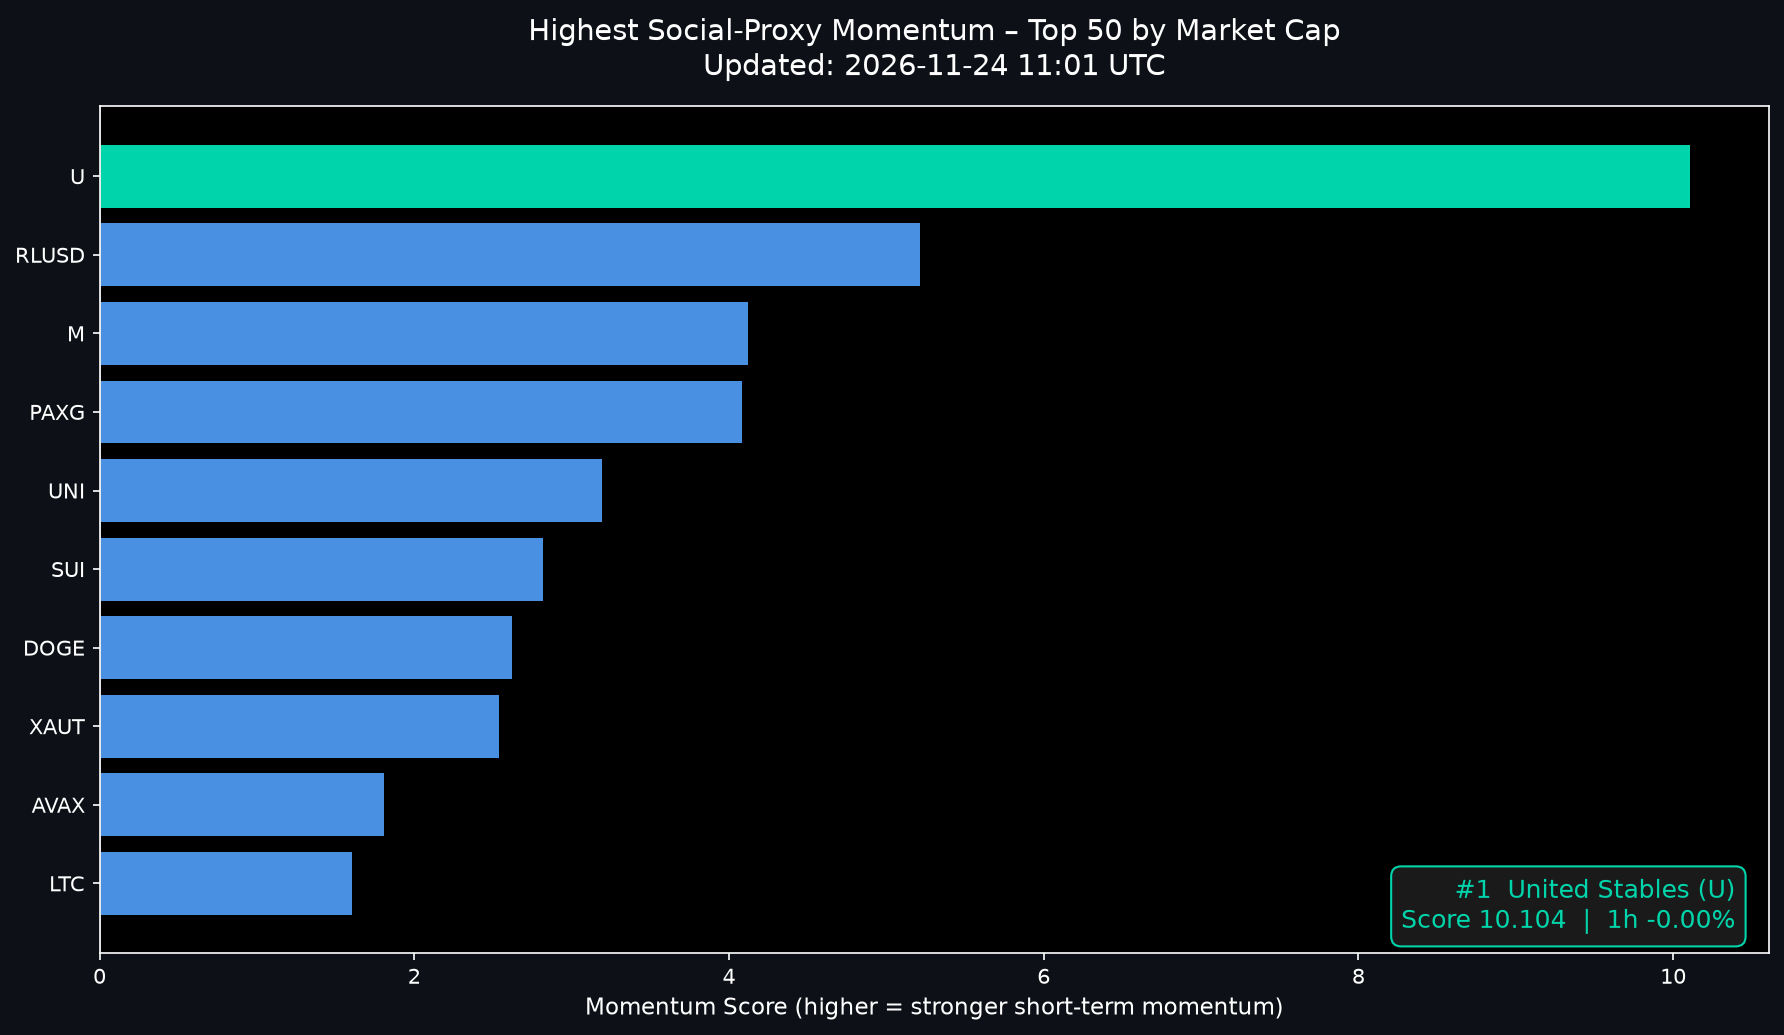 Highest Social-Proxy Momentum – Top 50 by Market Cap
Updated: 2026-11-24 11:01 UTC
U
RLUSD
M
PAXG
UNI
SUI
DOGE
XAUT
AVAX
LTC
#1  United Stables (U)
Score 10.104  |  1h -0.00%
0 2 4 6 8 10
Momentum Score (higher = stronger short-term momentum)